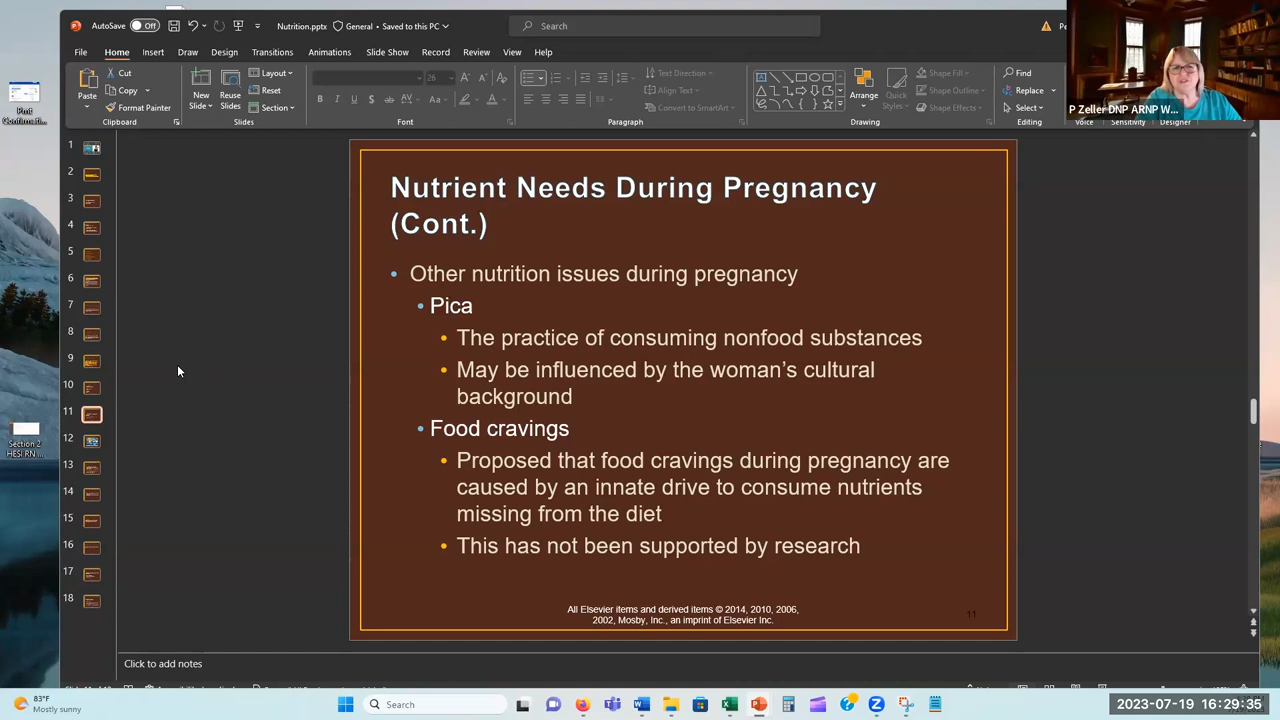 AutoSave
Off
Nutrition.pptx
General • Saved to this PC
Search
File
Home
Insert
Draw
Design
Transitions
Animations
Slide Show
Record
Review
View
Help
Paste
Cut
Copy
Format Painter
Clipboard
New
Slide
Reuse
Slides
Layout
Reset
Section
Slides
26
Font
Paragraph
Text Direction
Align Text
Convert to SmartArt
Arrange
Quick
Styles
Shape Fill
Shape Outline
Shape Effects
Drawing
Find
Replace
Select
Editing
Voice
Sensitivity
Designer
P Zeller DNP ARNP W...
1
2
3
4
5
6
7
8
9
10
11
12
13
14
15
16
17
18
Section 2
HESI RN
Nutrient Needs During Pregnancy
(Cont.)
• Other nutrition issues during pregnancy
• Pica
• The practice of consuming nonfood substances
• May be influenced by the woman's cultural
background
• Food cravings
• Proposed that food cravings during pregnancy are
caused by an innate drive to consume nutrients
missing from the diet
• This has not been supported by research
All Elsevier items and derived items © 2014, 2010, 2006,
2002, Mosby, Inc., an imprint of Elsevier Inc.
11
Click to add notes
83°F
Mostly sunny
Search
2023-07-19 16:29:35